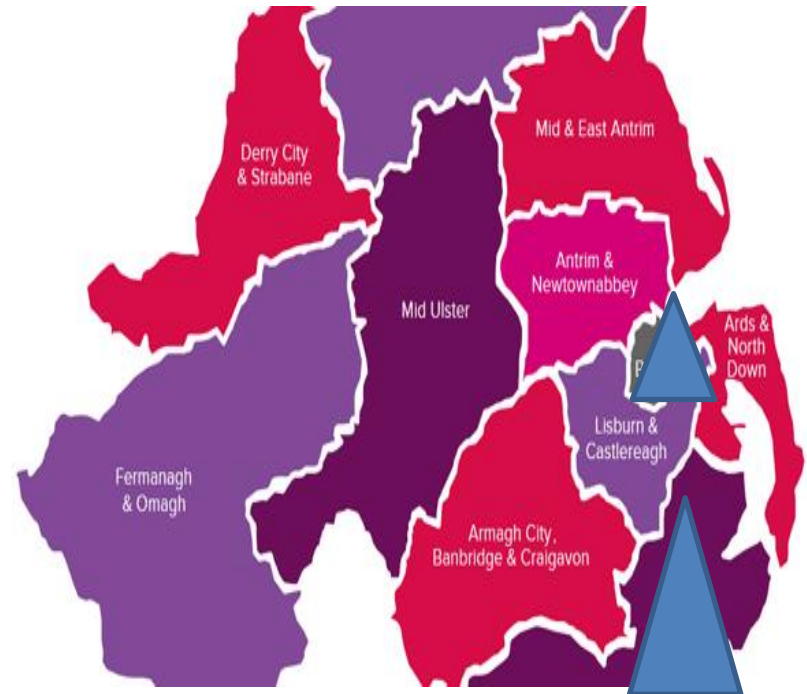 Mid & East Antrim
Derry City
& Strabane
Antrim &
Newtownabbey
Mid Ulster
Ards &
North
Down
Lisburn &
Castlereagh
Fermanagh
& Omagh
Armagh City,
Banbridge & Craigavon